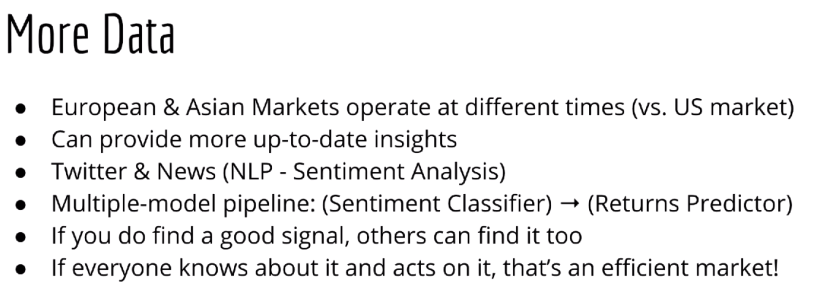 More Data
● European & Asian Markets operate at different times (vs. US market)
● Can provide more up-to-date insights
● Twitter & News (NLP - Sentiment Analysis)
● Multiple-model pipeline: (Sentiment Classifier) → (Returns Predictor)
● If you do find a good signal, others can find it too
● If everyone knows about it and acts on it, that’s an efficient market!